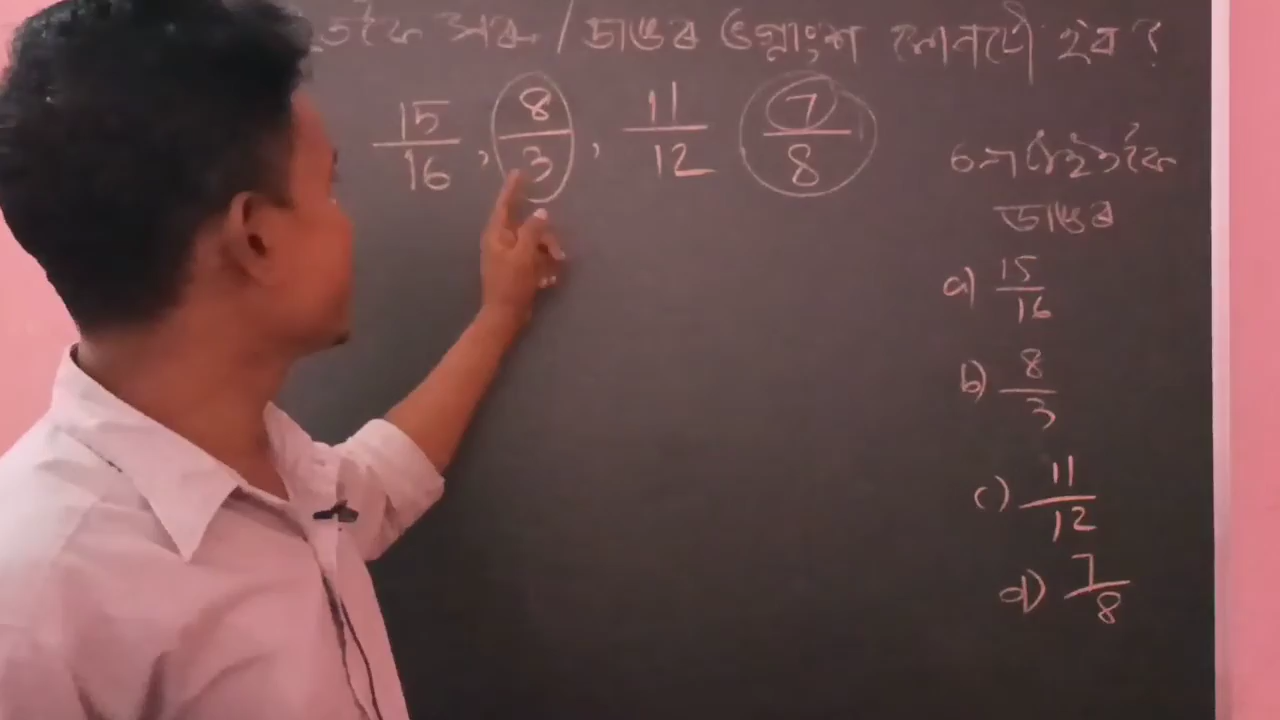 সৰু / ডাঙৰ ভগ্নাংশ কোনটো হব ?
15/16 , 8/3 , 11/12 7/8
ডাঙৰ
a) 15/16
b) 8/3
c) 11/12
d) 7/8